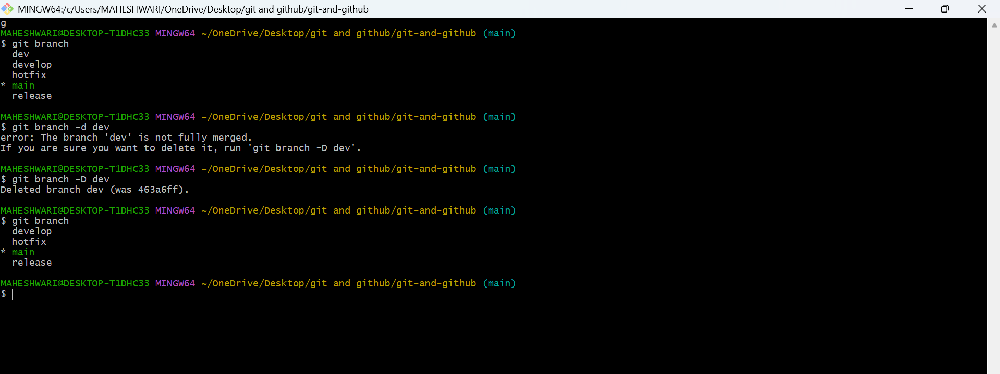 MINGW64:/c/Users/MAHESHWARI/OneDrive/Desktop/git and github/git-and-github
g
MAHESHWARI@DESKTOP-T1DHC33 MINGW64 ~/OneDrive/Desktop/git and github/git-and-github (main)
$ git branch
  dev
  develop
  hotfix
* main
  release

MAHESHWARI@DESKTOP-T1DHC33 MINGW64 ~/OneDrive/Desktop/git and github/git-and-github (main)
$ git branch -d dev
error: The branch 'dev' is not fully merged.
If you are sure you want to delete it, run 'git branch -D dev'.

MAHESHWARI@DESKTOP-T1DHC33 MINGW64 ~/OneDrive/Desktop/git and github/git-and-github (main)
$ git branch -D dev
Deleted branch dev (was 463a6ff).

MAHESHWARI@DESKTOP-T1DHC33 MINGW64 ~/OneDrive/Desktop/git and github/git-and-github (main)
$ git branch
  develop
  hotfix
* main
  release

MAHESHWARI@DESKTOP-T1DHC33 MINGW64 ~/OneDrive/Desktop/git and github/git-and-github (main)
$